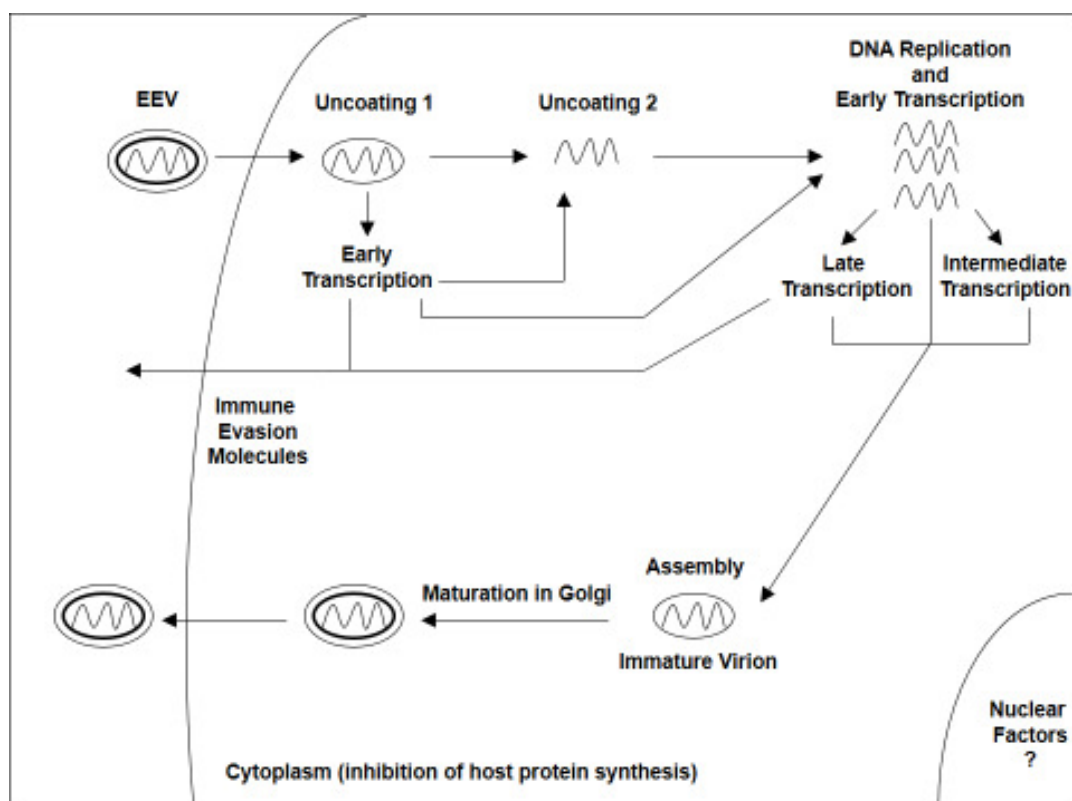 DNA Replication
and
Early Transcription
EEV
Uncoating 1
Uncoating 2
Early
Transcription
Late
Transcription
Intermediate
Transcription
Immune
Evasion
Molecules
Assembly
Maturation in Golgi
Immature Virion
Nuclear
Factors
?
Cytoplasm (inhibition of host protein synthesis)